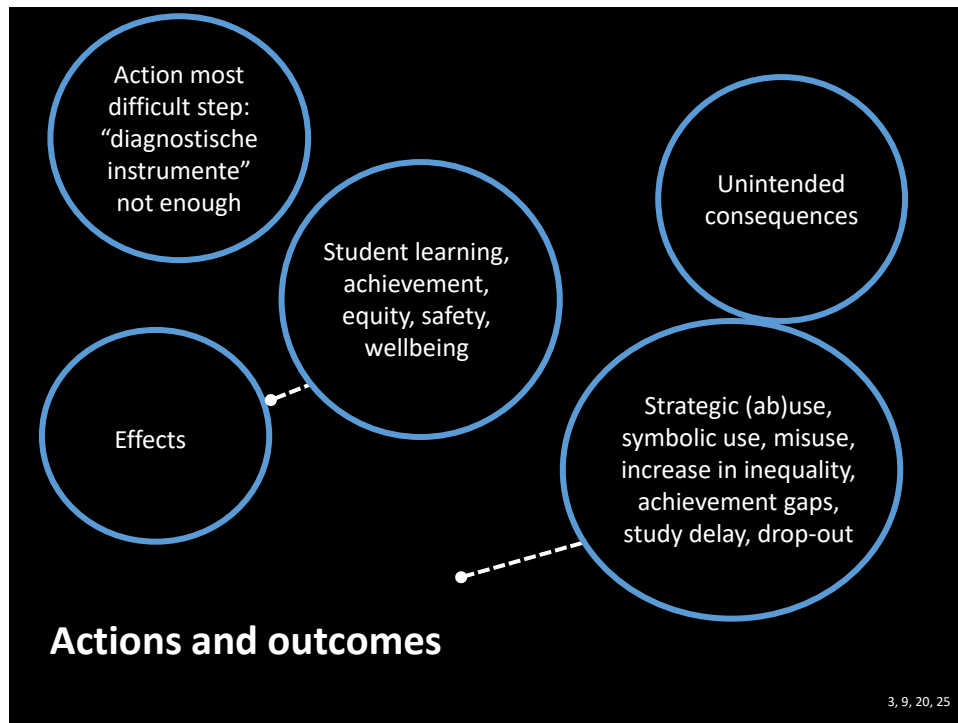 Action most
difficult step:
“diagnostische
instrumente”
not enough
Student learning,
achievement,
equity, safety,
wellbeing
Effects
Unintended
consequences
Strategic (ab)use,
symbolic use, misuse,
increase in inequality,
achievement gaps,
study delay, drop-out
Actions and outcomes
3, 9, 20, 25